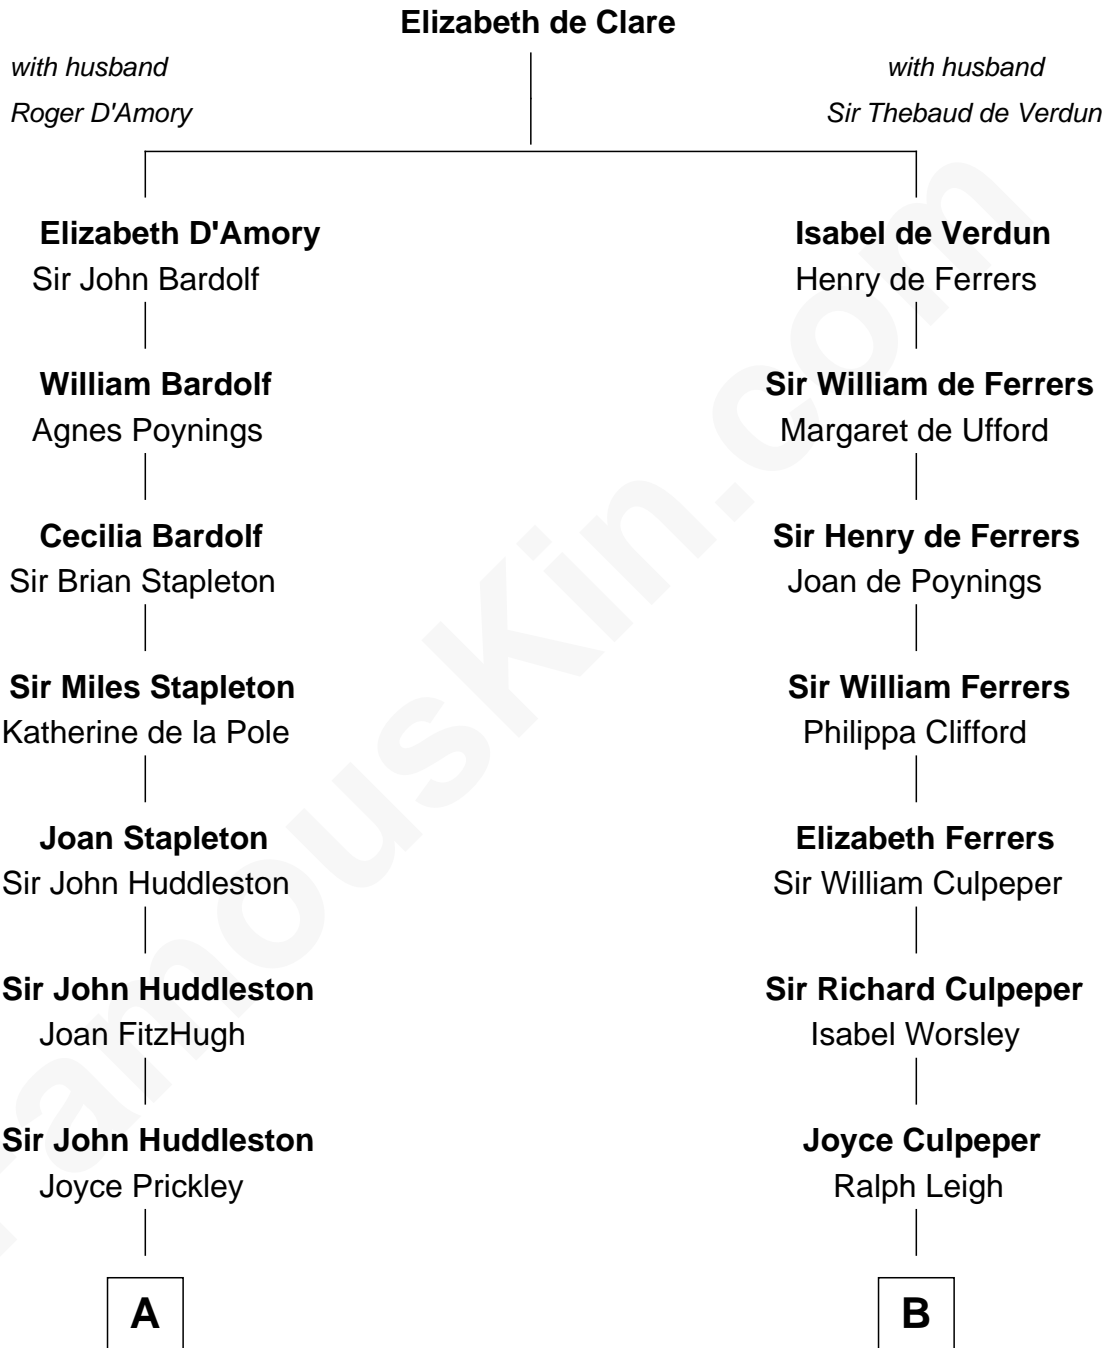 Elizabeth de Clare
with husband
Roger D'Amory
with husband
Sir Thebaud de Verdun
Elizabeth D'Amory
Sir John Bardolf
Isabel de Verdun
Henry de Ferrers
William Bardolf
Agnes Poynings
Sir William de Ferrers
Margaret de Ufford
Cecilia Bardolf
Sir Brian Stapleton
Sir Henry de Ferrers
Joan de Poynings
Sir Miles Stapleton
Katherine de la Pole
Sir William Ferrers
Philippa Clifford
Joan Stapleton
Sir John Huddleston
Elizabeth Ferrers
Sir William Culpeper
Sir John Huddleston
Joan FitzHugh
Sir Richard Culpeper
Isabel Worsley
Sir John Huddleston
Joyce Prickley
Joyce Culpeper
Ralph Leigh
A
B
FamousKin.com